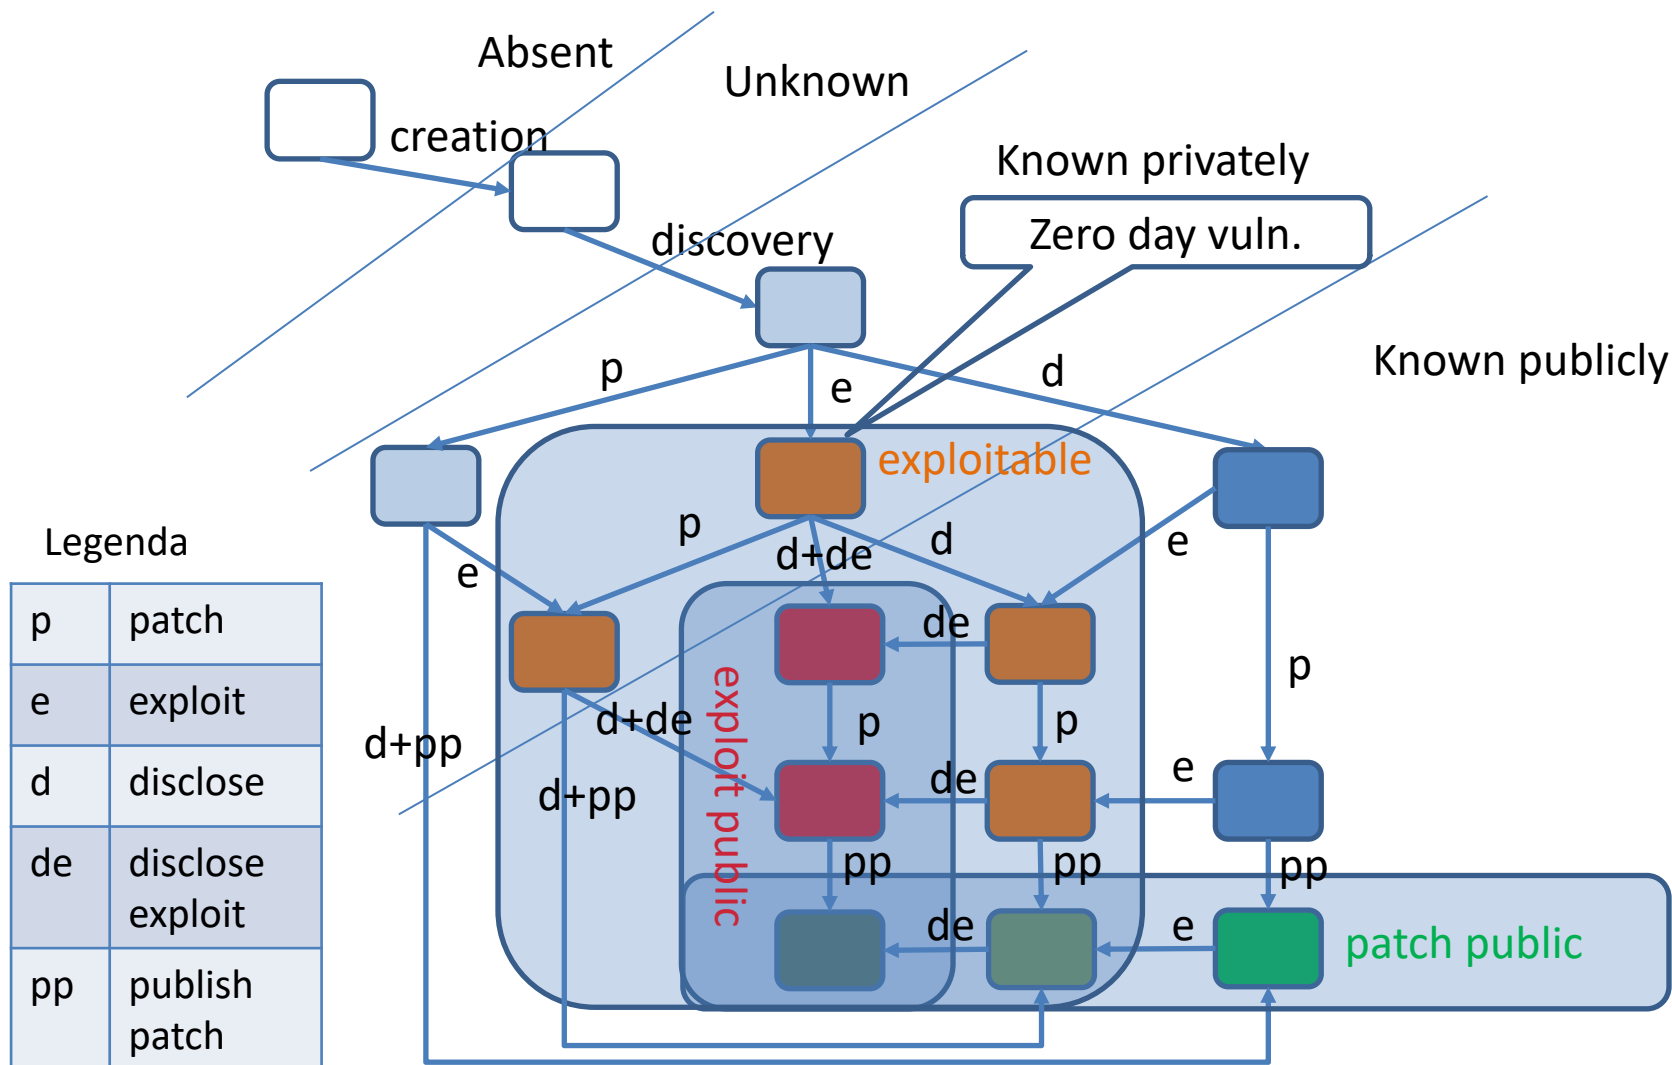 Absent
Unknown
creation
Known privately
discovery
Zero day vuln.
Known publicly
p
e
d
exploitable
Legenda
p
d+de
d
e
e
de
p patch
e exploit
d disclose
de disclose
exploit
pp publish
patch
p
exploit public
d+pp
d+de
p
p
d+pp
de
e
pp
pp
pp
de
e
patch public